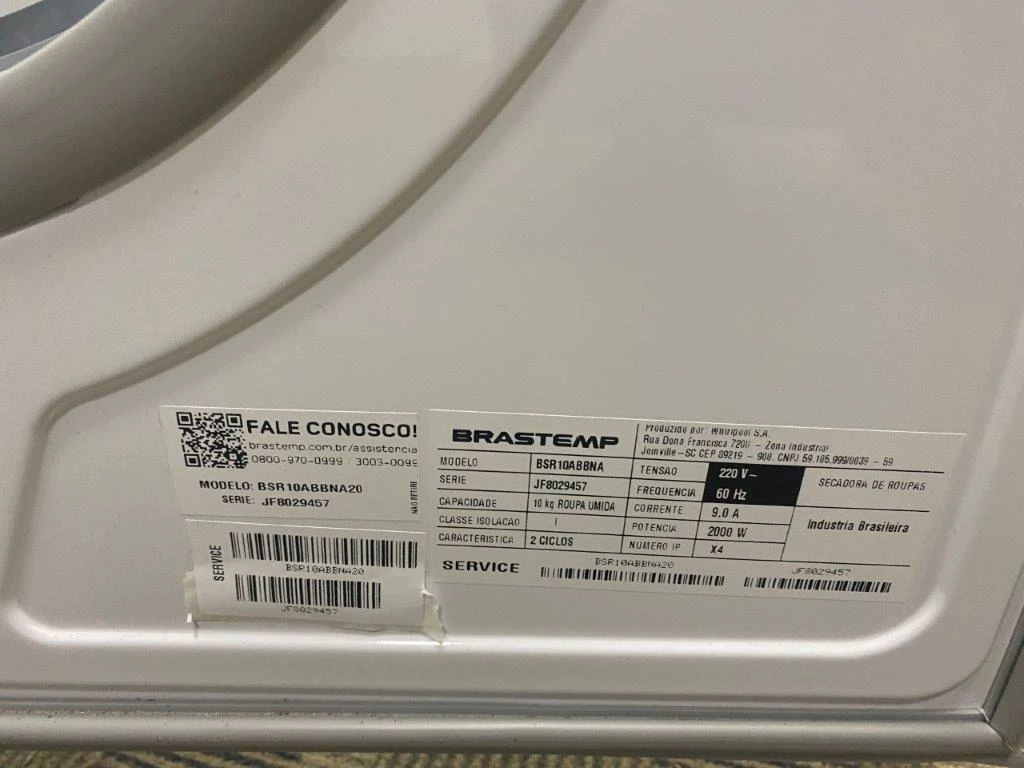 FALE CONOSCO!
brastemp.com.br/assistencia
0800-970-0999 / 3003-0099
MODELO: BSR10ABBNA20
SERIE: JF8029457
NÃO RETIRE
SERVICE
BSR10ABBNA20
JF8029457
BRASTEMP
Produzido por: Whirlpool S.A.
Rua Dona Francisca 7200 - Zona Industrial
Joinville - SC CEP 89219 - 900. CNPJ 59.105.999/0039 - 59
MODELO BSR10ABBNA TENSAO 220 V~ SECADORA DE ROUPAS
SERIE JF8029457 FREQUENCIA 60 Hz
CAPACIDADE 10 kg ROUPA UMIDA CORRENTE 9.0 A Industria Brasileira
CLASSE ISOLACAO I POTENCIA 2000 W
CARACTERISTICA 2 CICLOS NUMERO IP X4
SERVICE BSR10ABBNA20 JF8029457